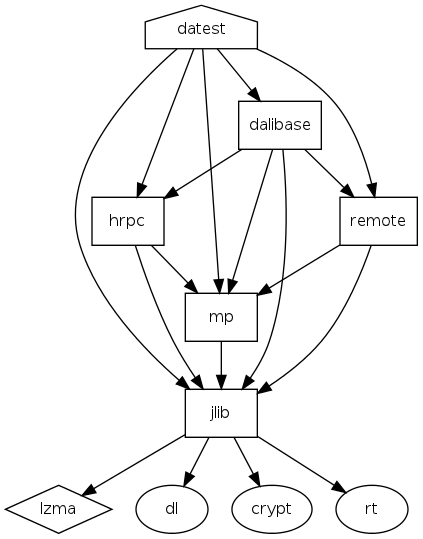 datest
dalibase
hrpc
remote
mp
jlib
lzma
dl
crypt
rt